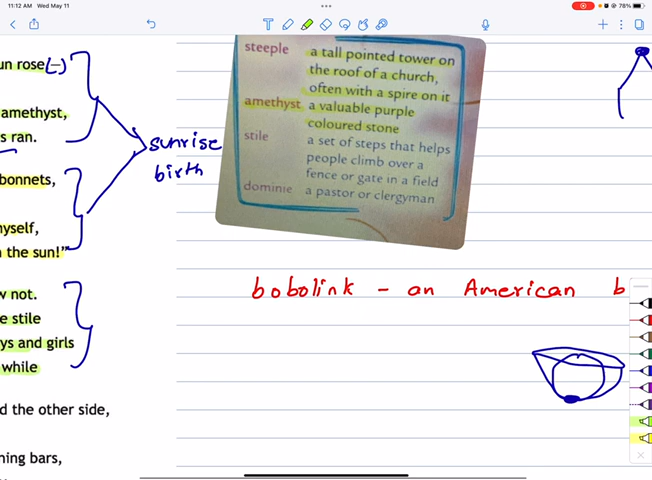 11:12 AM Wed May 11
78%
un rose (-)
amethyst,
s ran.
bonnets,
nyself,
n the sun!"
w not.
e stile
ys and girls
while
d the other side,
ning bars,
sunrise
birth
steeple a tall pointed tower on
the roof of a church,
often with a spire on it
amethyst a valuable purple
coloured stone
stile a set of steps that helps
people climb over a
fence or gate in a field
dominie a pastor or clergyman
bobolink - an American b